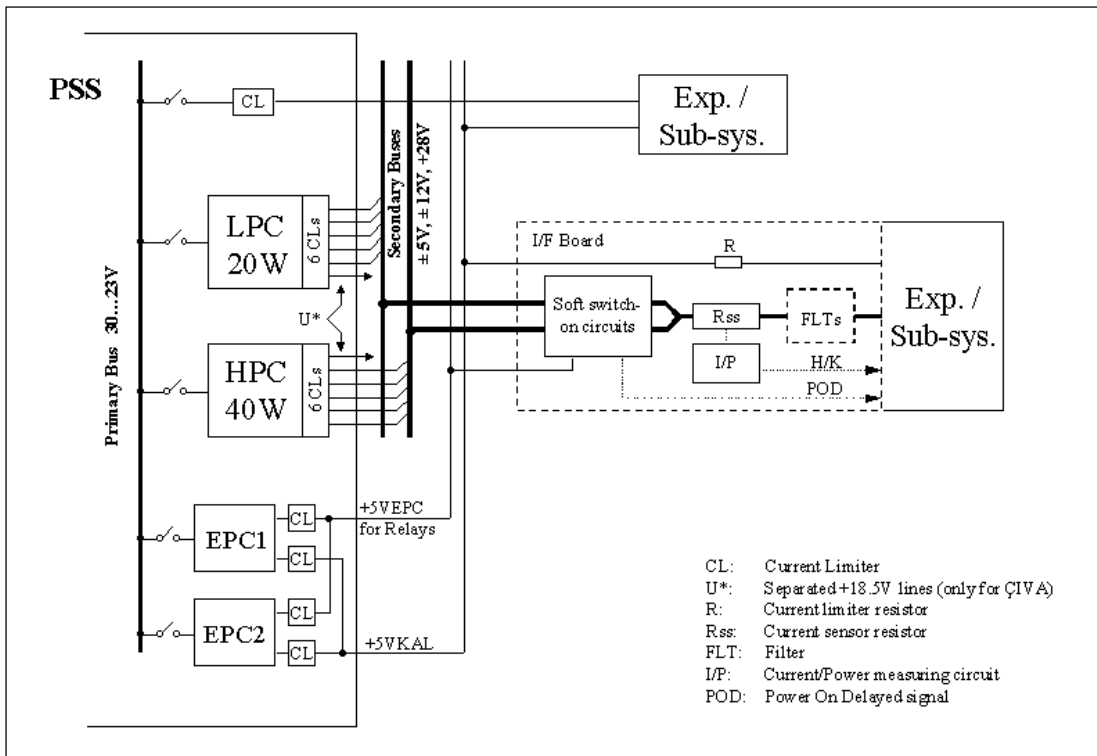 PSS
CL
Exp. /
Sub-sys.
Secondary Buses
± 5V, ± 12V, +28V
LPC
20W
6 CLs
U*
HPC
40W
6 CLs
Primary Bus 30...23V
I/F Board
R
Soft switch-
on circuits
Rss
FLTs
I/P
H/K
POD
Exp. /
Sub-sys.
EPC1
CL
CL
+5VEPC
for Relays
EPC2
CL
CL
+5VKAL
CL: Current Limiter
U*: Separated +18.5V lines (only for ÇIVA)
R: Current limiter resistor
Rss: Current sensor resistor
FLT: Filter
I/P: Current/Power measuring circuit
POD: Power On Delayed signal